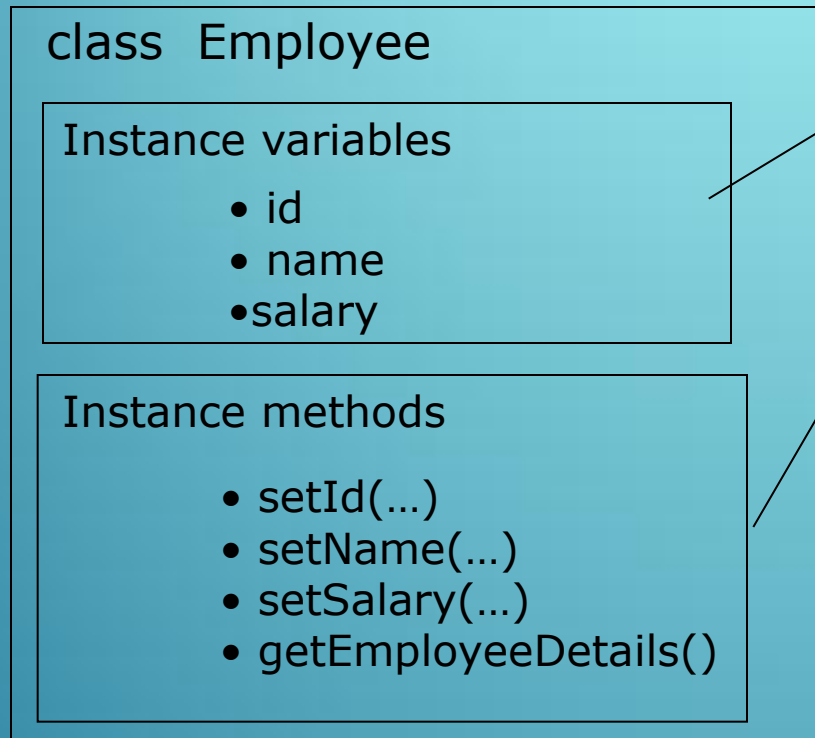 class Employee
Instance variables
• id
• name
•salary
Instance methods
• setId(…)
• setName(…)
• setSalary(…)
• getEmployeeDetails()